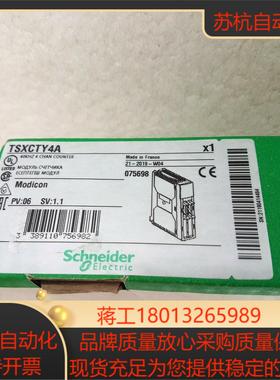 苏杭自动
TSXCTY4A
x1
40KHZ 4 CHAN COUNTER
Made in France
МОДУЛЬ СЧЕТЧИКА
21-2019-W04
075698
Modicon
PV:06 SV:1.1
3 389110 756982
Schneider
Electric
蒋工18013265989
自动化
品牌质量放心采购质量保
开票
现货充足为您提供稳定的